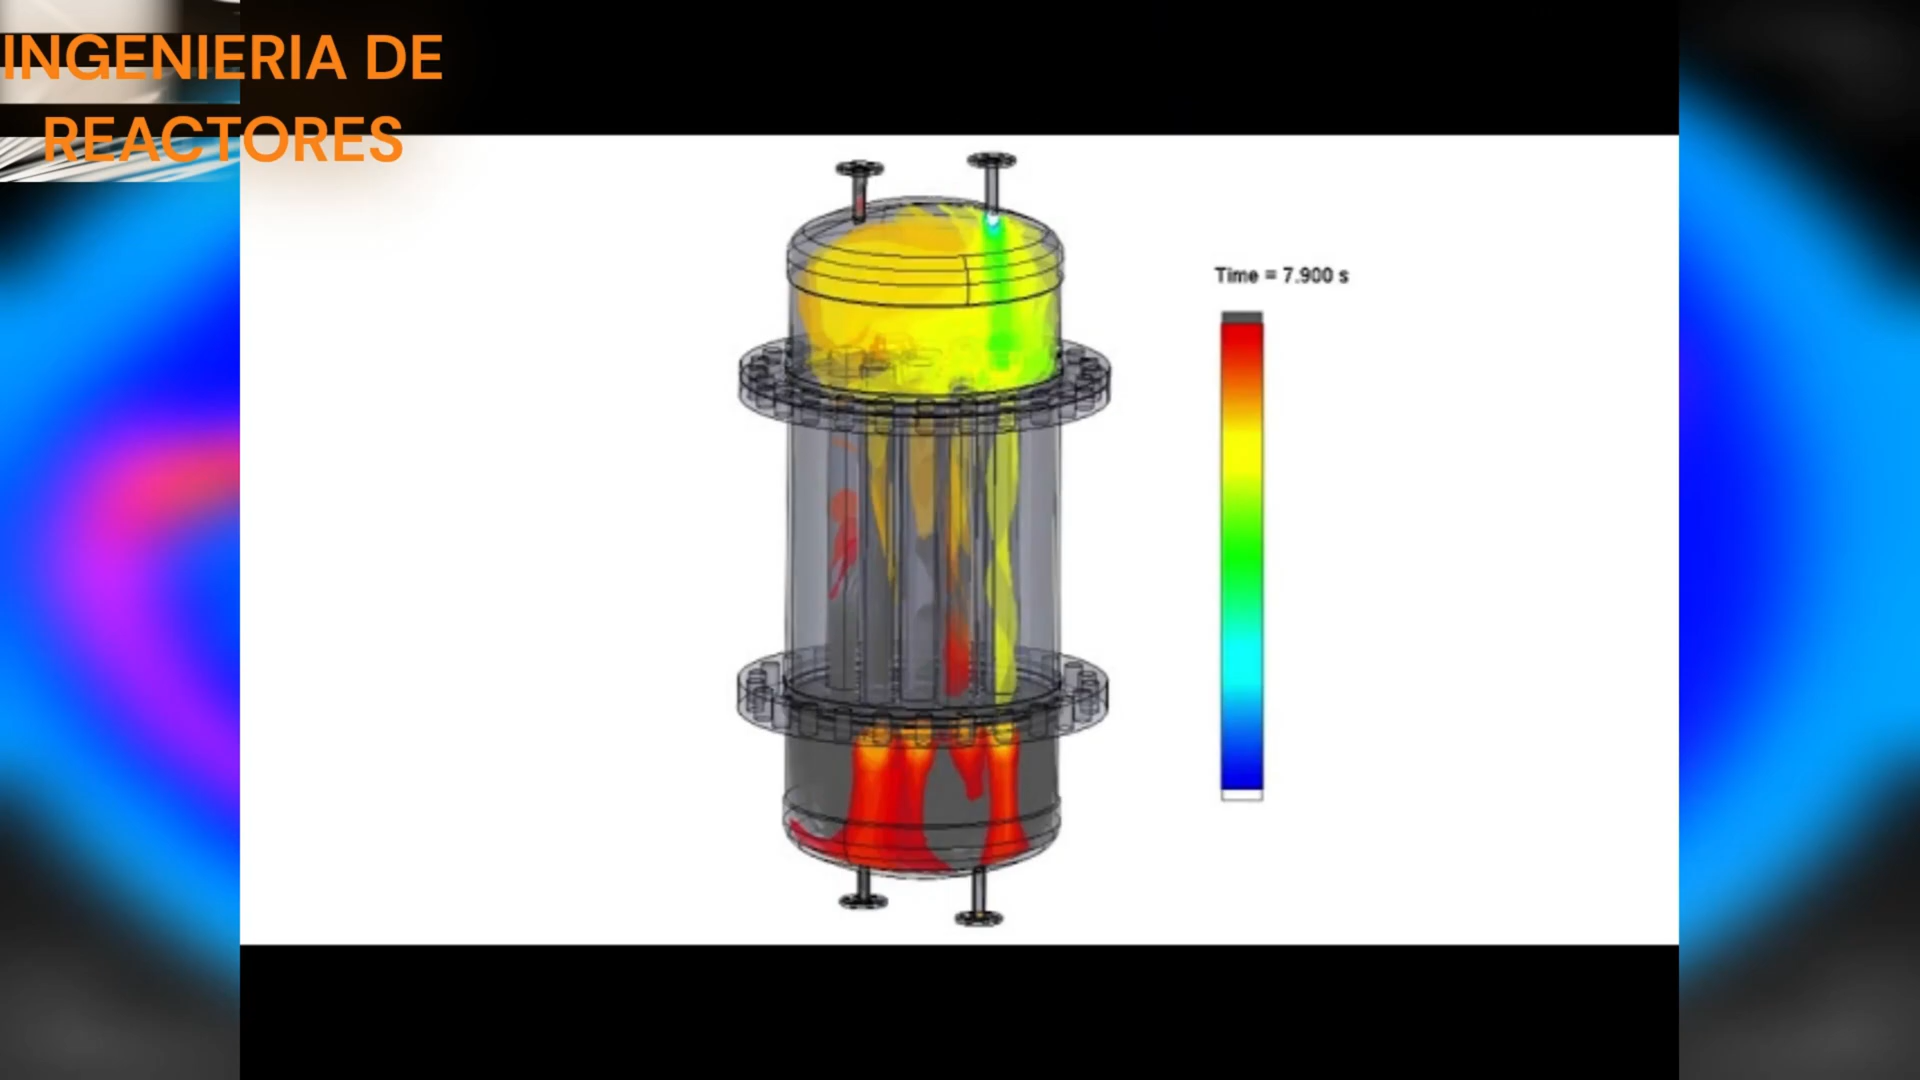 INGENIERIA DE
REACTORES
Time = 7.900 s